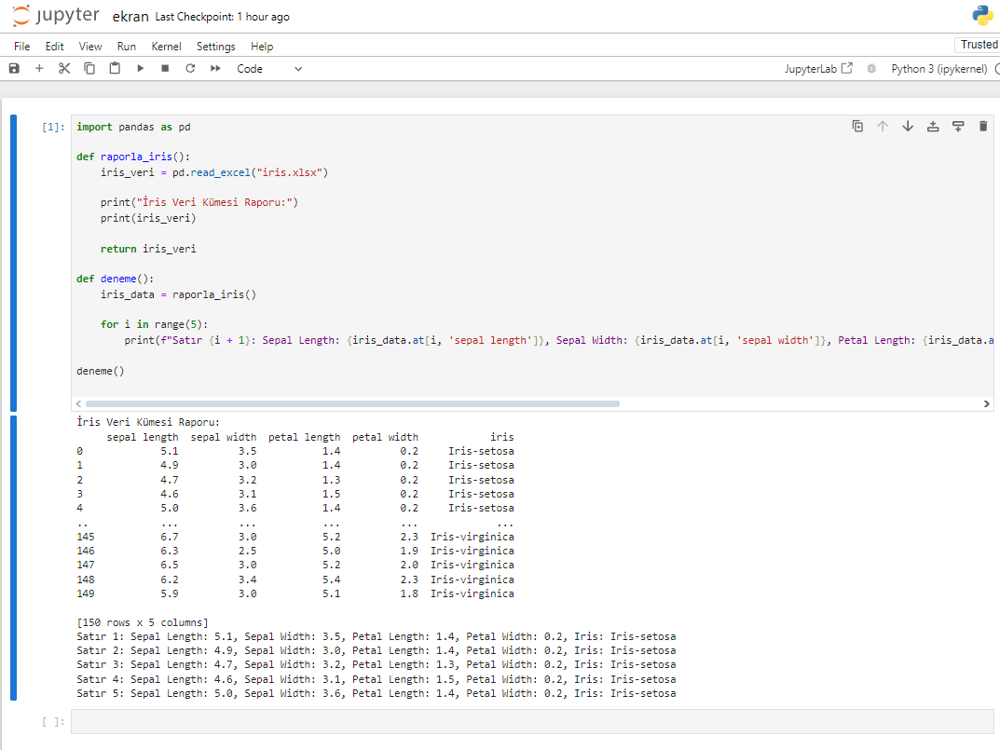 jupyter ekran Last Checkpoint: 1 hour ago
File Edit View Run Kernel Settings Help Trusted
Code JupyterLab Python 3 (ipykernel)
[1]: import pandas as pd
def raporla_iris():
    iris_veri = pd.read_excel("iris.xlsx")
    print("İris Veri Kümesi Raporu:")
    print(iris_veri)
    return iris_veri
def deneme():
    iris_data = raporla_iris()
    for i in range(5):
        print(f"Satır {i + 1}: Sepal Length: {iris_data.at[i, 'sepal length']}, Sepal Width: {iris_data.at[i, 'sepal width']}, Petal Length: {iris_data.a
deneme()
İris Veri Kümesi Raporu:
     sepal length  sepal width  petal length  petal width            iris
0             5.1          3.5           1.4          0.2     Iris-setosa
1             4.9          3.0           1.4          0.2     Iris-setosa
2             4.7          3.2           1.3          0.2     Iris-setosa
3             4.6          3.1           1.5          0.2     Iris-setosa
4             5.0          3.6           1.4          0.2     Iris-setosa
..            ...          ...           ...          ...             ...
145           6.7          3.0           5.2          2.3  Iris-virginica
146           6.3          2.5           5.0          1.9  Iris-virginica
147           6.5          3.0           5.2          2.0  Iris-virginica
148           6.2          3.4           5.4          2.3  Iris-virginica
149           5.9          3.0           5.1          1.8  Iris-virginica
[150 rows x 5 columns]
Satır 1: Sepal Length: 5.1, Sepal Width: 3.5, Petal Length: 1.4, Petal Width: 0.2, Iris: Iris-setosa
Satır 2: Sepal Length: 4.9, Sepal Width: 3.0, Petal Length: 1.4, Petal Width: 0.2, Iris: Iris-setosa
Satır 3: Sepal Length: 4.7, Sepal Width: 3.2, Petal Length: 1.3, Petal Width: 0.2, Iris: Iris-setosa
Satır 4: Sepal Length: 4.6, Sepal Width: 3.1, Petal Length: 1.5, Petal Width: 0.2, Iris: Iris-setosa
Satır 5: Sepal Length: 5.0, Sepal Width: 3.6, Petal Length: 1.4, Petal Width: 0.2, Iris: Iris-setosa
[ ]: